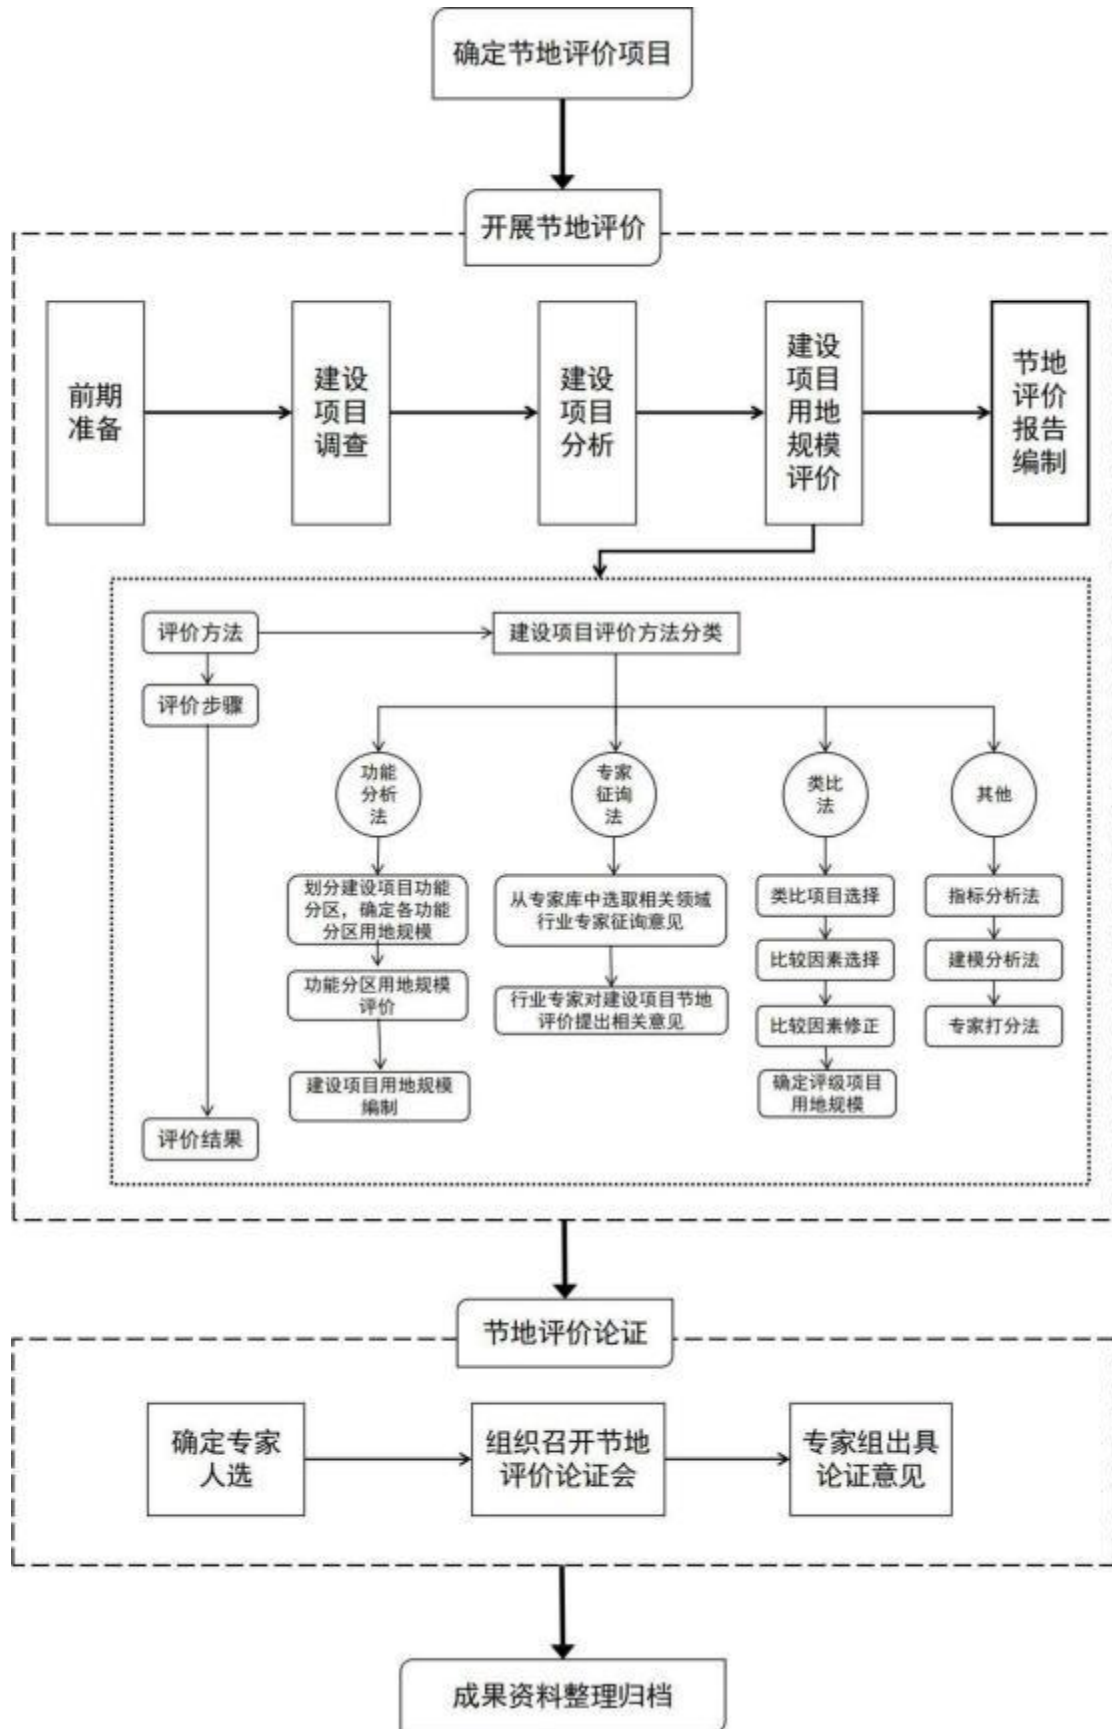 确定节地评价项目
开展节地评价
前期
准备
建设
项目
调查
建设
项目
分析
建设
项目
用地
规模
评价
节地
评价
报告
编制
评价方法
建设项目评价方法分类
评价步骤
功能
分析
法
专家
征询
法
类比
法
其他
划分建设项目功能
分区，确定各功能
分区用地规模
功能分区用地规模
评价
建设项目用地规模
编制
从专家库中选取相关领域
行业专家征询意见
行业专家对建设项目节地
评价提出相关意见
类比项目选择
比较因素选择
比较因素修正
确定评级项目
用地规模
指标分析法
建模分析法
专家打分法
评价结果
节地评价论证
确定专家
人选
组织召开节地
评价论证会
专家组出具
论证意见
成果资料整理归档